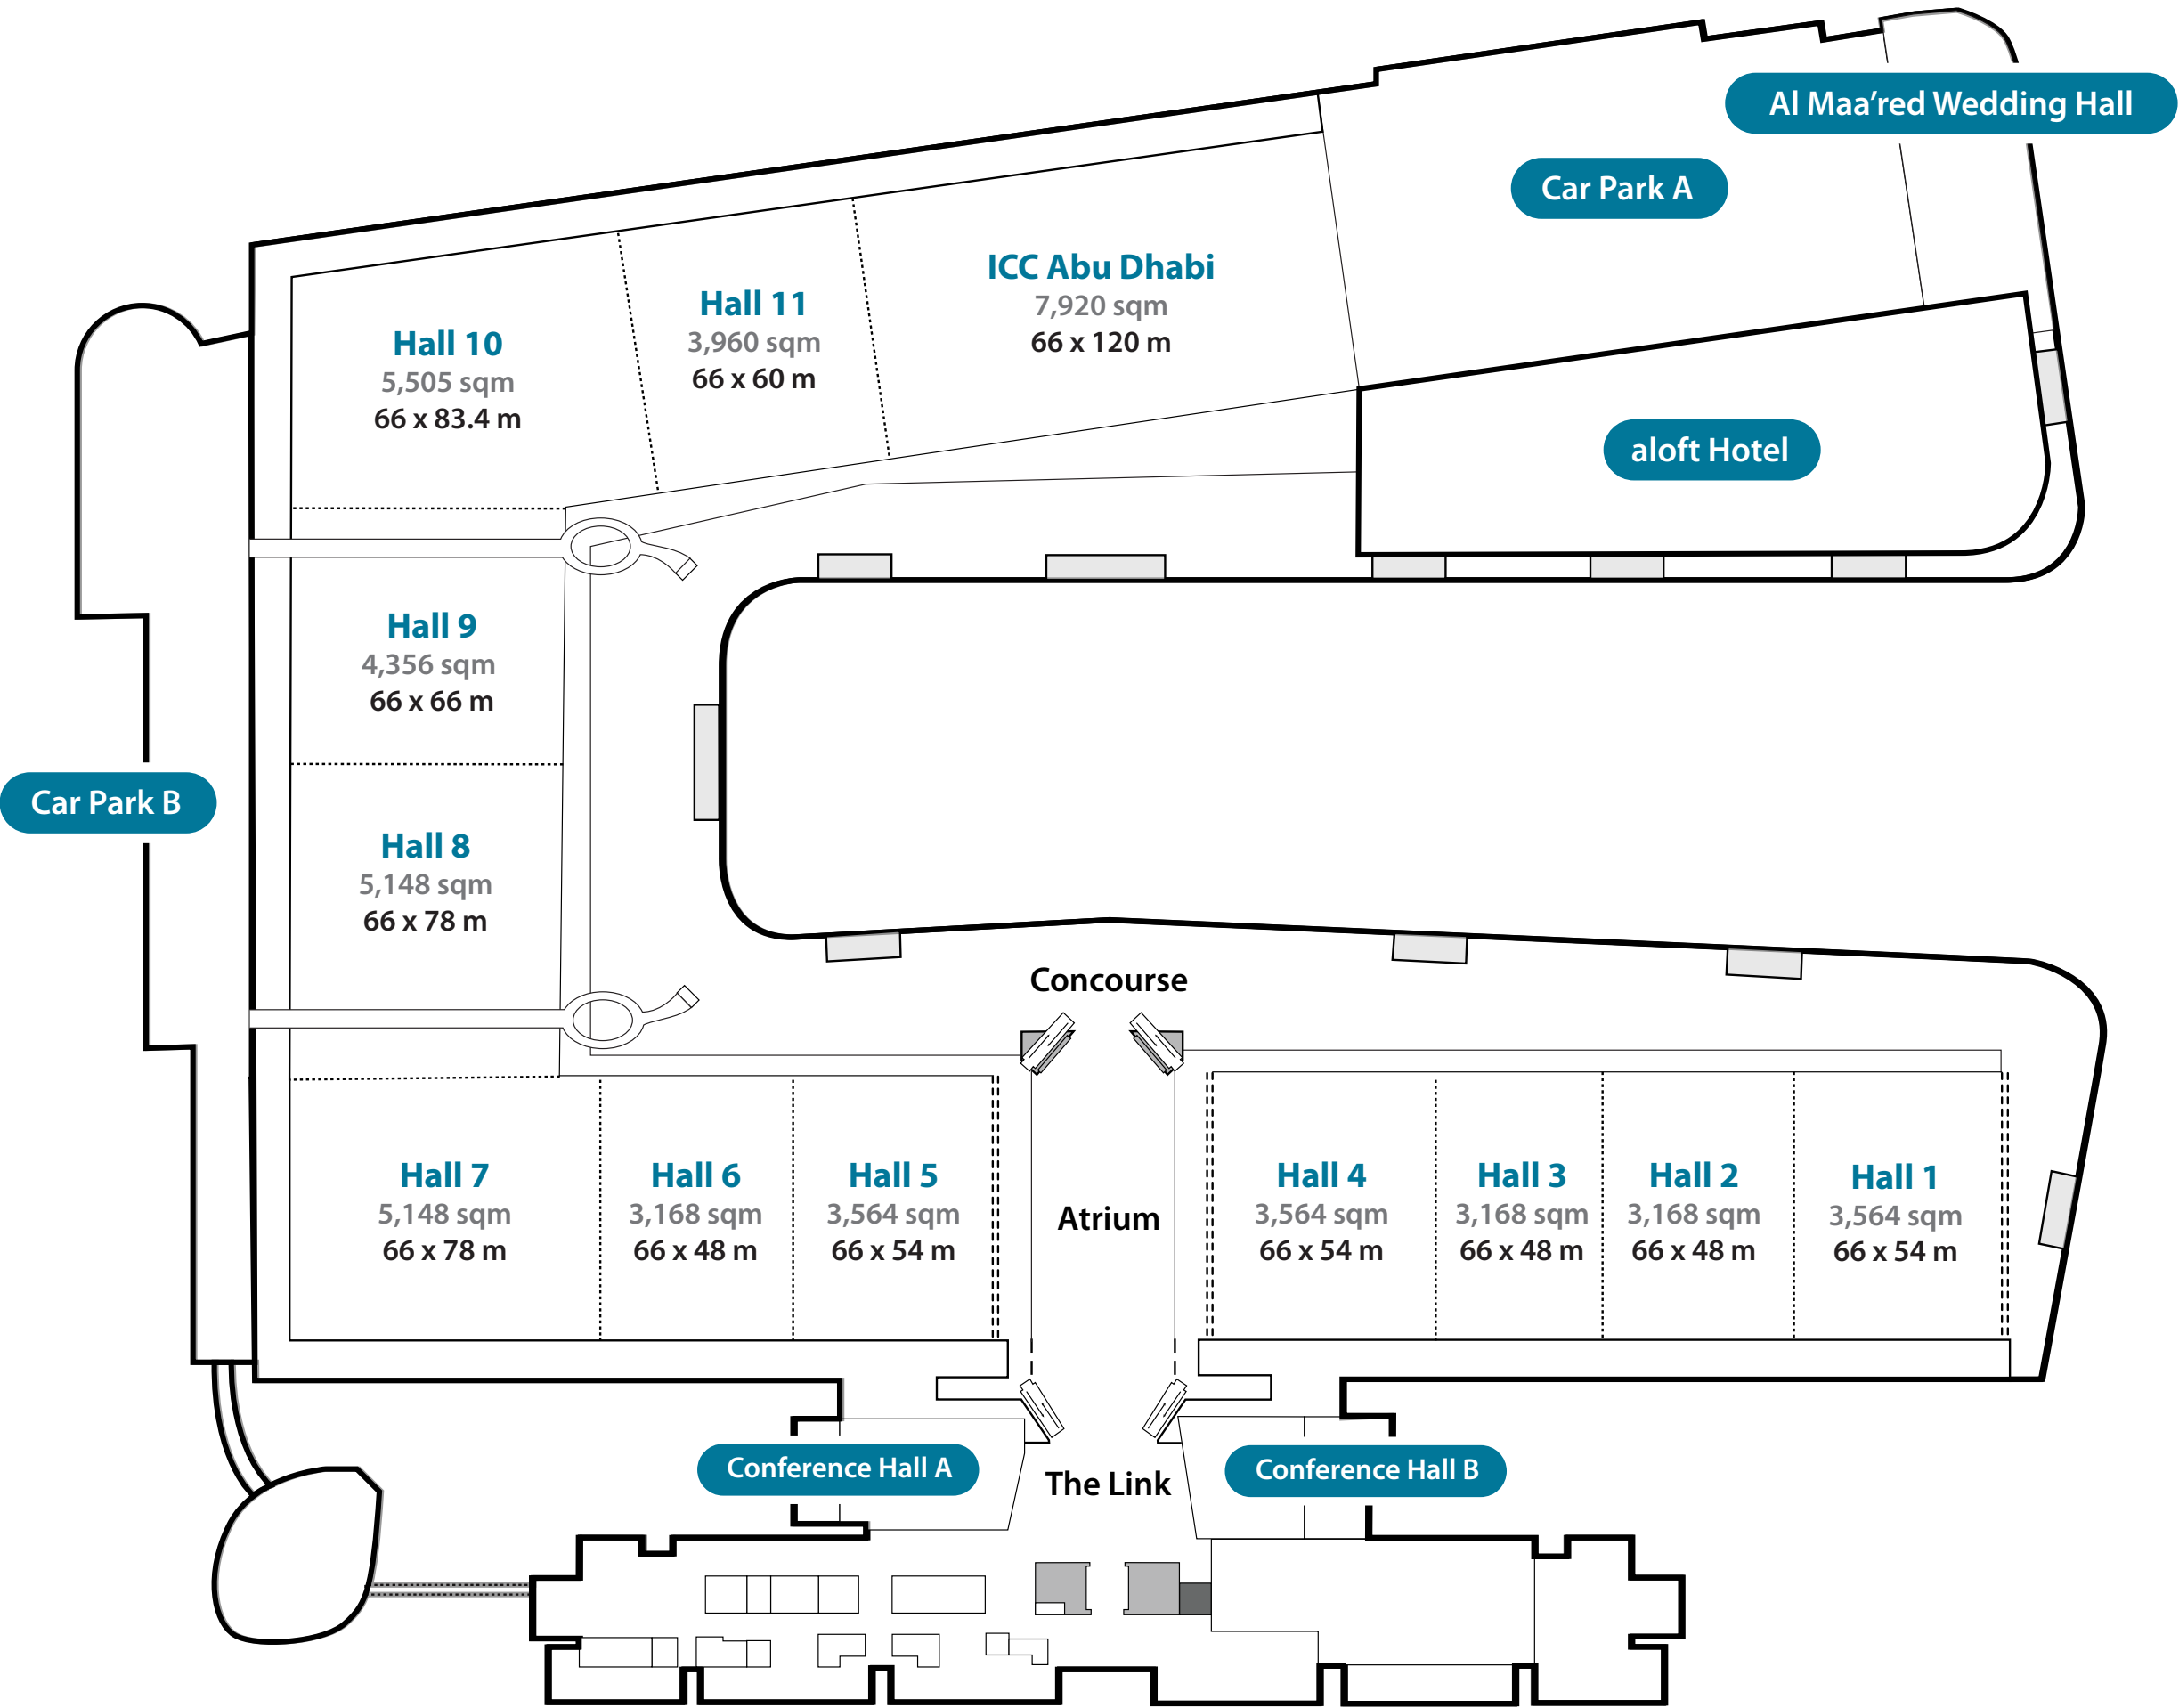 Al Maa’red Wedding Hall
Car Park A
ICC Abu Dhabi
7,920 sqm
66 x 120 m
Hall 11
3,960 sqm
66 x 60 m
Hall 10
5,505 sqm
66 x 83.4 m
aloft Hotel
Hall 9
4,356 sqm
66 x 66 m
Car Park B
Hall 8
5,148 sqm
66 x 78 m
Concourse
Hall 7
5,148 sqm
66 x 78 m
Hall 6
3,168 sqm
66 x 48 m
Hall 5
3,564 sqm
66 x 54 m
Atrium
Hall 4
3,564 sqm
66 x 54 m
Hall 3
3,168 sqm
66 x 48 m
Hall 2
3,168 sqm
66 x 48 m
Hall 1
3,564 sqm
66 x 54 m
Conference Hall A
The Link
Conference Hall B